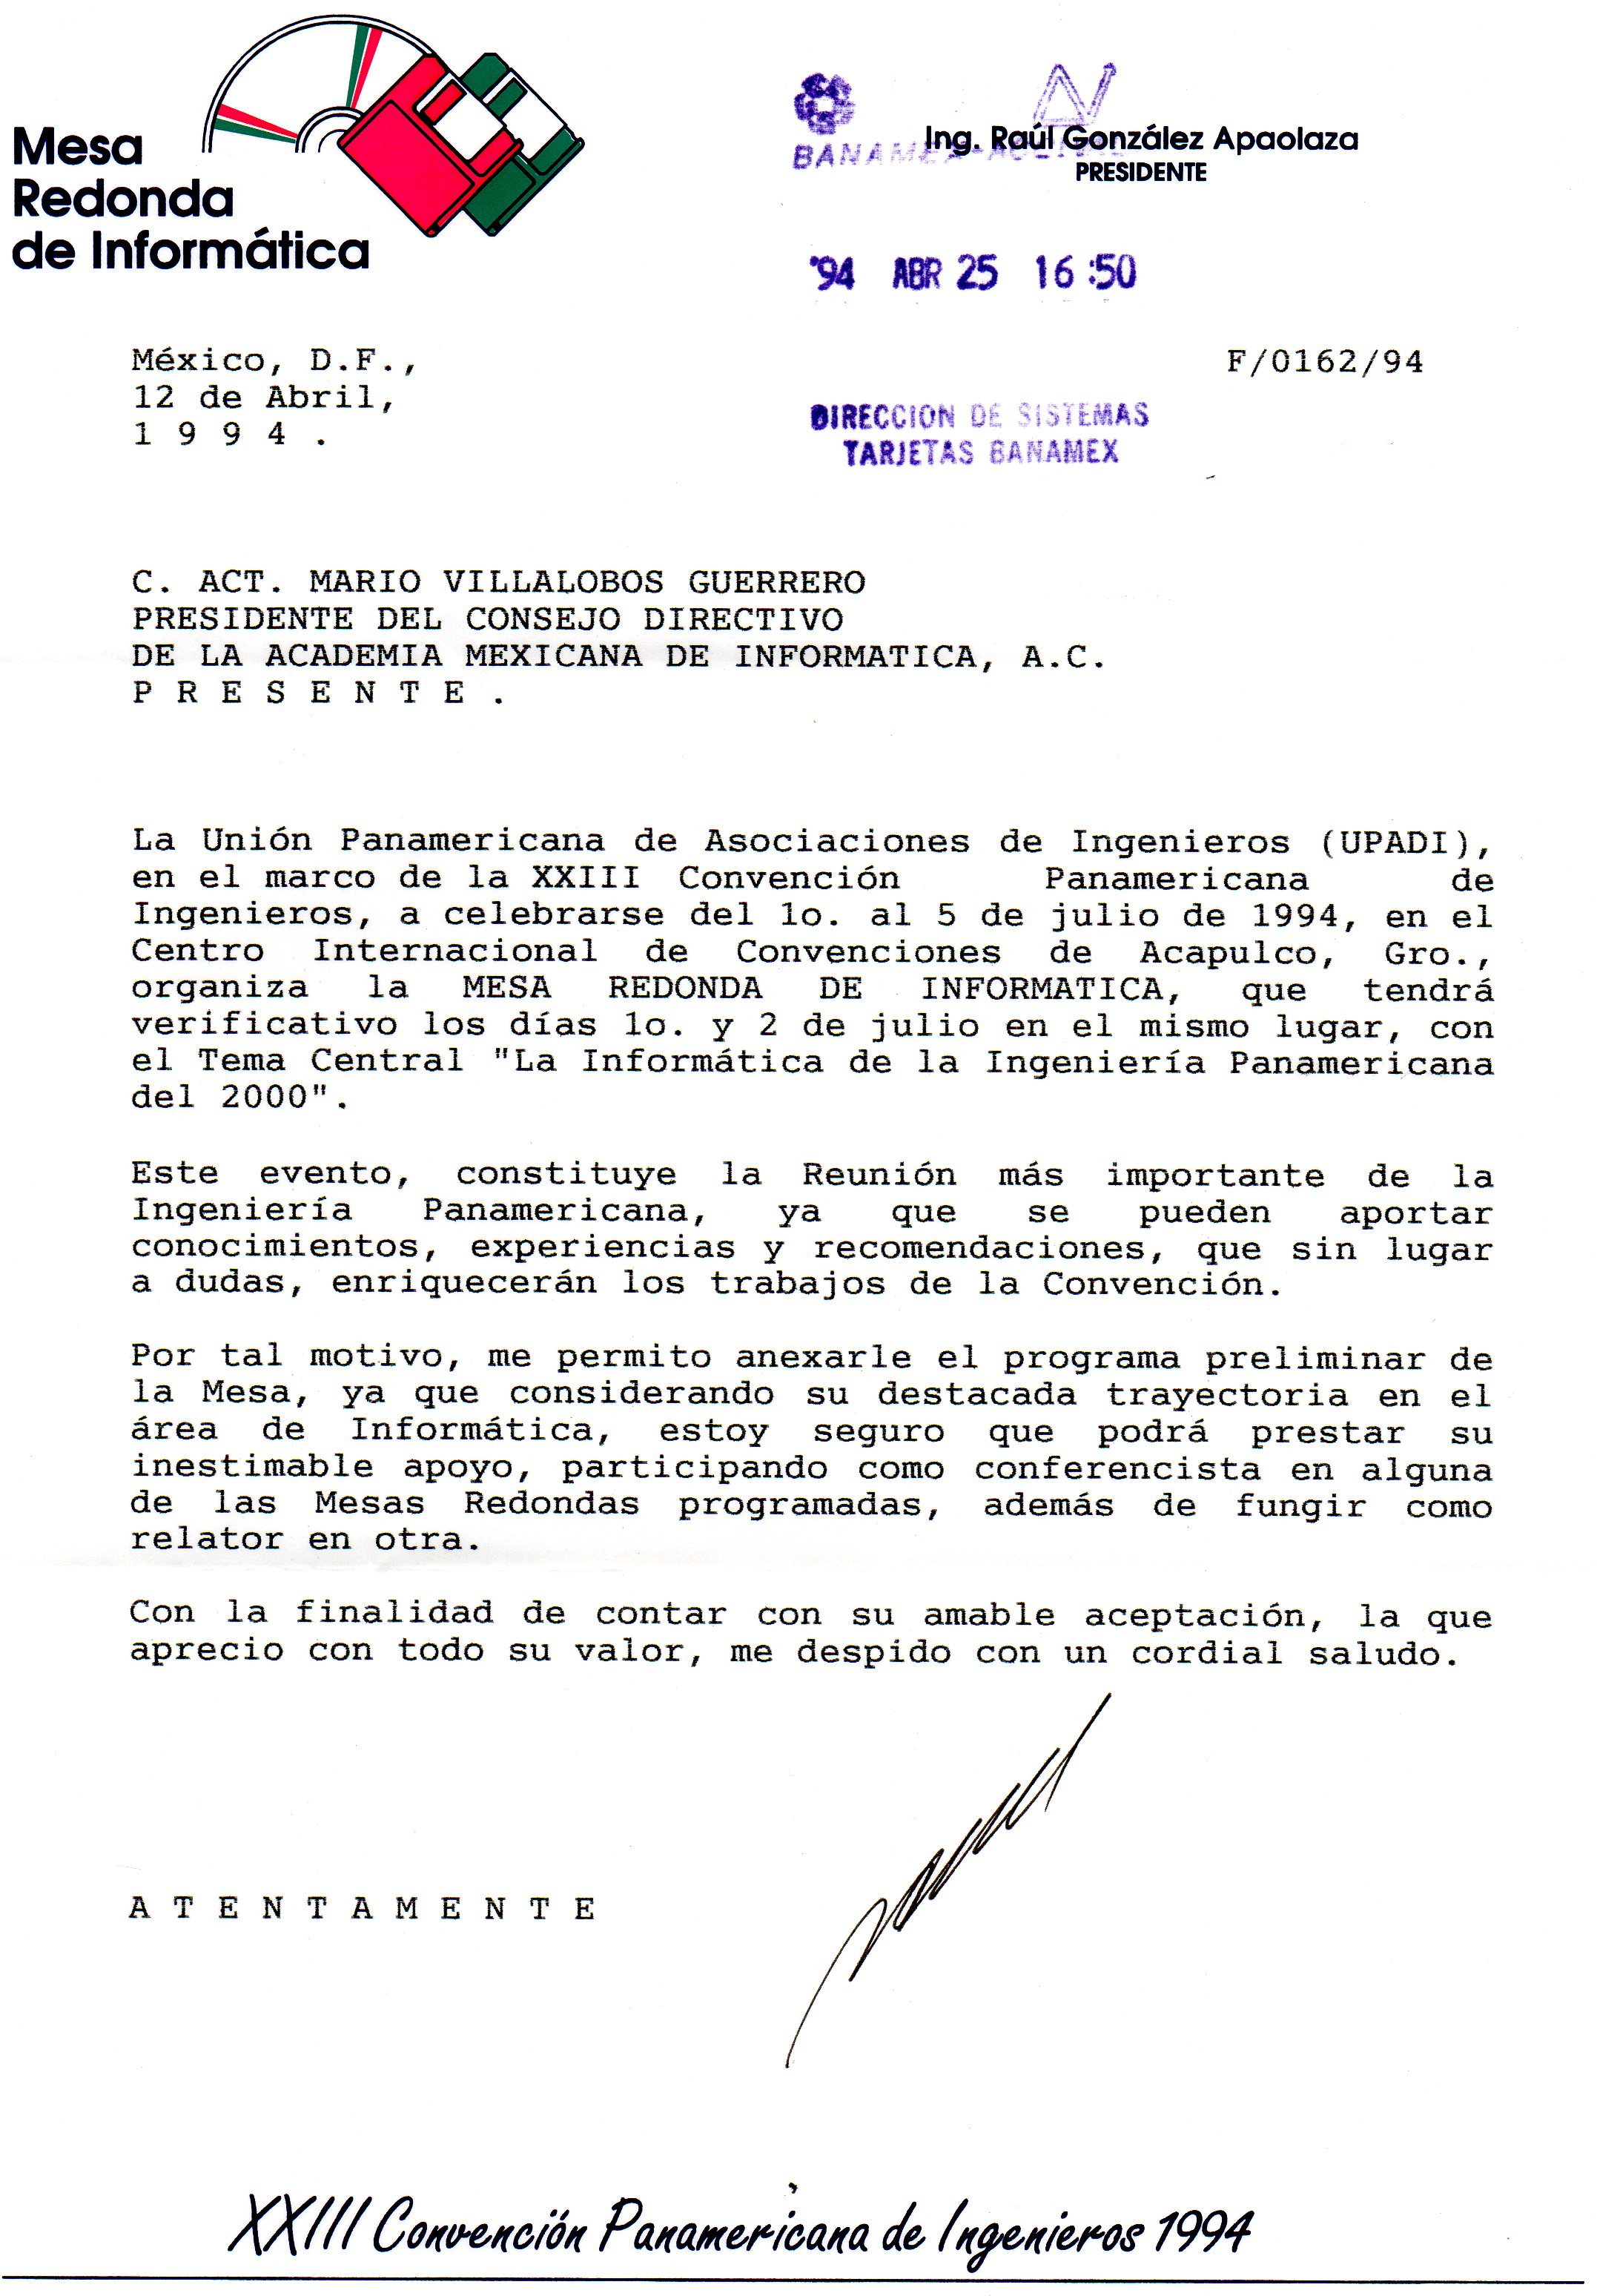 Mesa
Redonda
de Informática
Ing. Raúl González Apaolaza
PRESIDENTE
'94 ABR 25 16:50
México, D.F.,
12 de Abril,
1 9 9 4 .
F/0162/94
DIRECCION DE SISTEMAS
TARJETAS BANAMEX
C. ACT. MARIO VILLALOBOS GUERRERO
PRESIDENTE DEL CONSEJO DIRECTIVO
DE LA ACADEMIA MEXICANA DE INFORMATICA, A.C.
P R E S E N T E .
La Unión Panamericana de Asociaciones de Ingenieros (UPADI),
en el marco de la XXIII Convención Panamericana de
Ingenieros, a celebrarse del 1o. al 5 de julio de 1994, en el
Centro Internacional de Convenciones de Acapulco, Gro.,
organiza la MESA REDONDA DE INFORMATICA, que tendrá
verificativo los días 1o. y 2 de julio en el mismo lugar, con
el Tema Central "La Informática de la Ingeniería Panamericana
del 2000".
Este evento, constituye la Reunión más importante de la
Ingeniería Panamericana, ya que se pueden aportar
conocimientos, experiencias y recomendaciones, que sin lugar
a dudas, enriquecerán los trabajos de la Convención.
Por tal motivo, me permito anexarle el programa preliminar de
la Mesa, ya que considerando su destacada trayectoria en el
área de Informática, estoy seguro que podrá prestar su
inestimable apoyo, participando como conferencista en alguna
de las Mesas Redondas programadas, además de fungir como
relator en otra.
Con la finalidad de contar con su amable aceptación, la que
aprecio con todo su valor, me despido con un cordial saludo.
A T E N T A M E N T E
XXIII Convención Panamericana de Ingenieros 1994